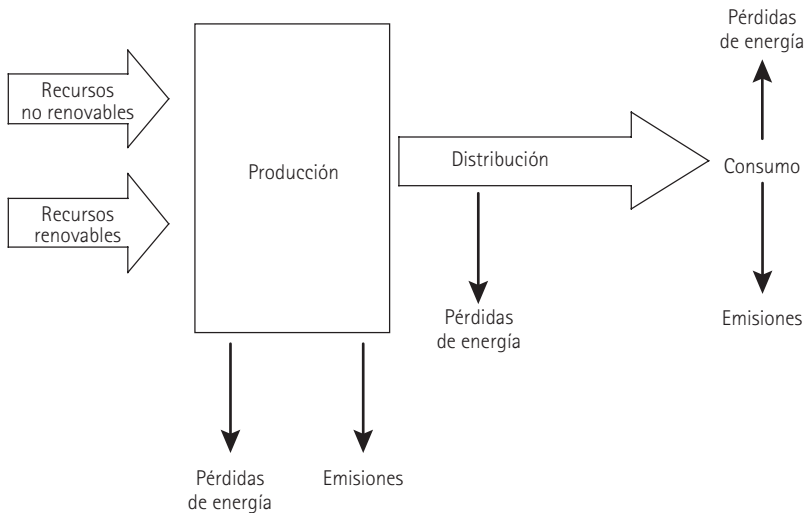 Pérdidas
de energía
Recursos
no renovables
Producción
Distribución
Consumo
Recursos
renovables
Pérdidas
de energía
Emisiones
Pérdidas
de energía
Emisiones